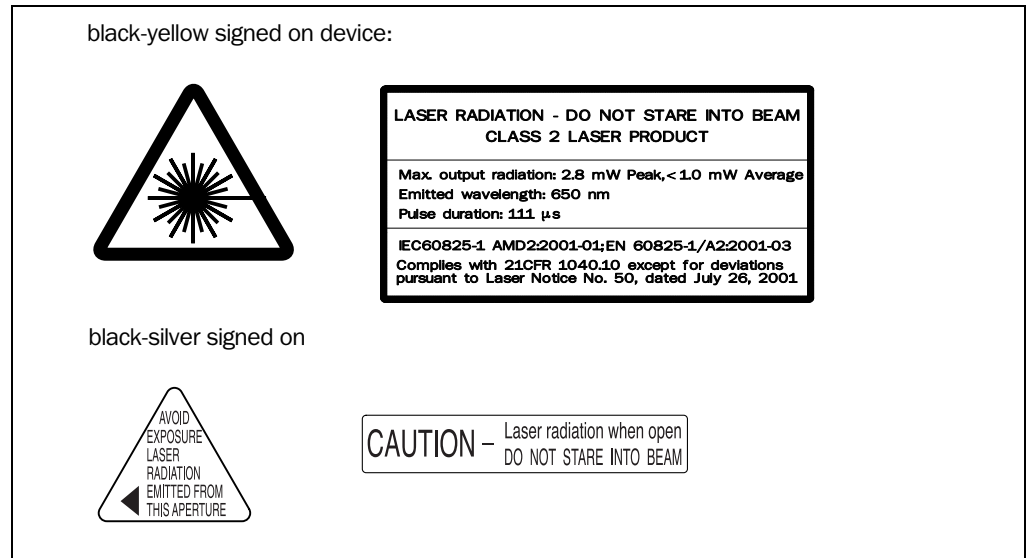 black-yellow signed on device:
LASER RADIATION - DO NOT STARE INTO BEAM
CLASS 2 LASER PRODUCT
Max. output radiation: 2.8 mW Peak,<1.0 mW Average
Emitted wavelength: 650 nm
Pulse duration: 111 µs
IEC60825-1 AMD2:2001-01;EN 60825-1/A2:2001-03
Complies with 21CFR 1040.10 except for deviations
pursuant to Laser Notice No. 50, dated July 26, 2001
black-silver signed on
AVOID
EXPOSURE
LASER
RADIATION
EMITTED FROM
THIS APERTURE
CAUTION – Laser radiation when open
DO NOT STARE INTO BEAM